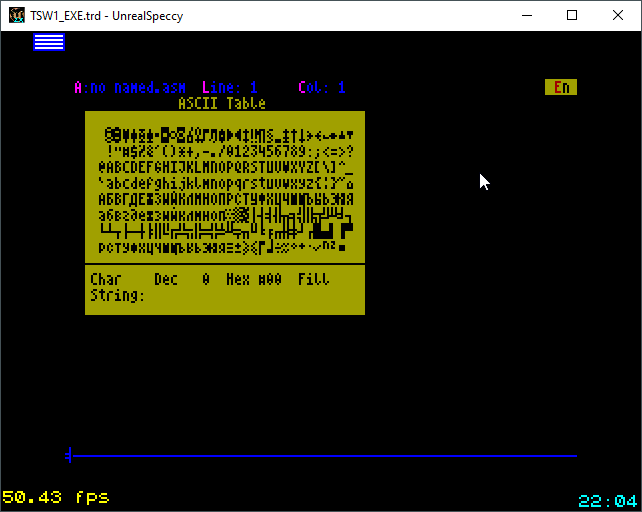 TSW1_EXE.trd - UnrealSpeccy
A:no named.asm Line: 1 Col: 1 En
ASCII Table
!"#$%&'()*+,-./0123456789:;<=>?
@ABCDEFGHIJKLMNOPQRSTUVWXYZ[\]^_
`abcdefghijklmnopqrstuvwxyz{|}~
АБВГДЕЖЗИЙКЛМНОПРСТУФХЦЧШЩЪЫЬЭЮЯ
абвгдежзийклмноп
рстуфхцчшщъыьэюя
Char Dec 0 Hex #00 Fill
String:
50.43 fps
22:04